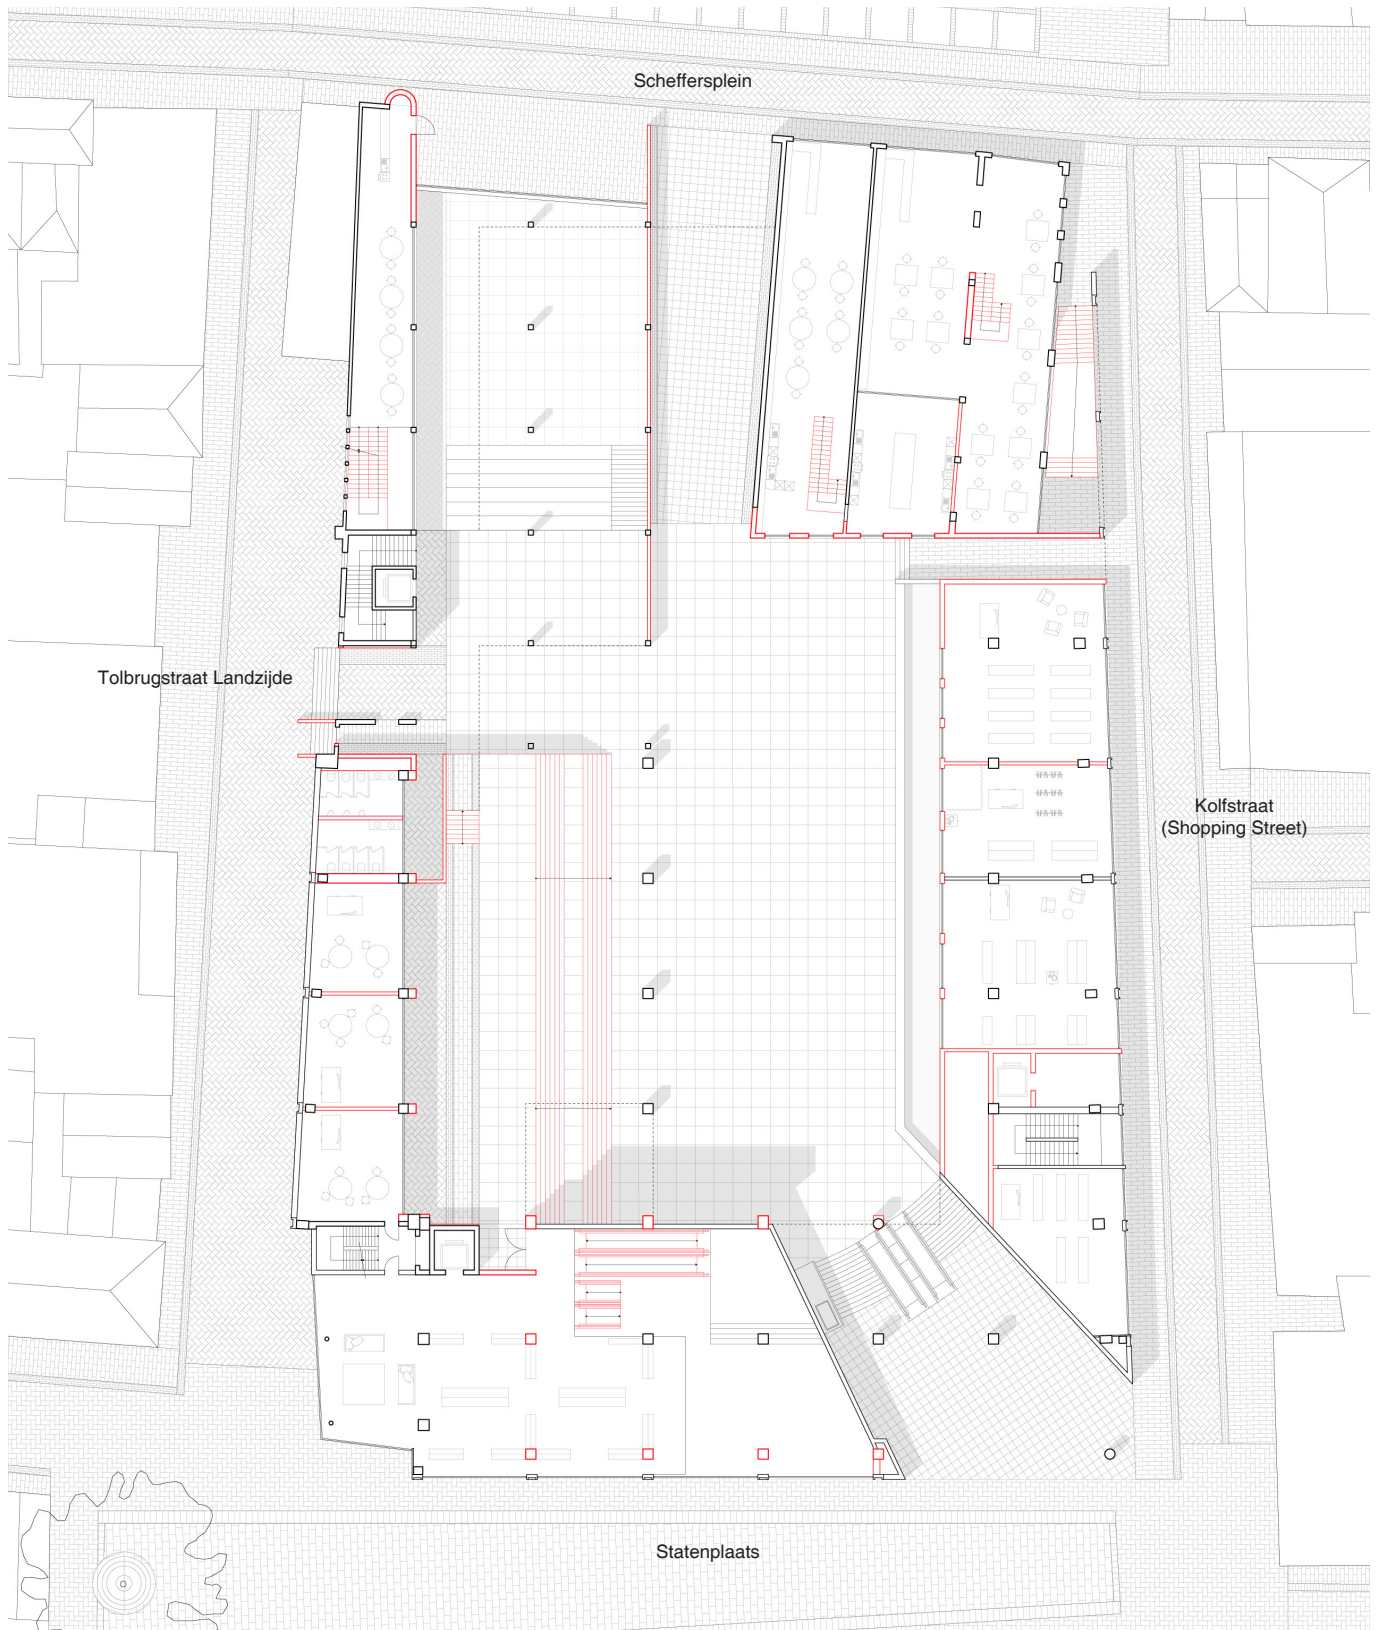 Scheffersplein
Tolbrugstraat Landzijde
Kolfstraat
(Shopping Street)
Statenplaats